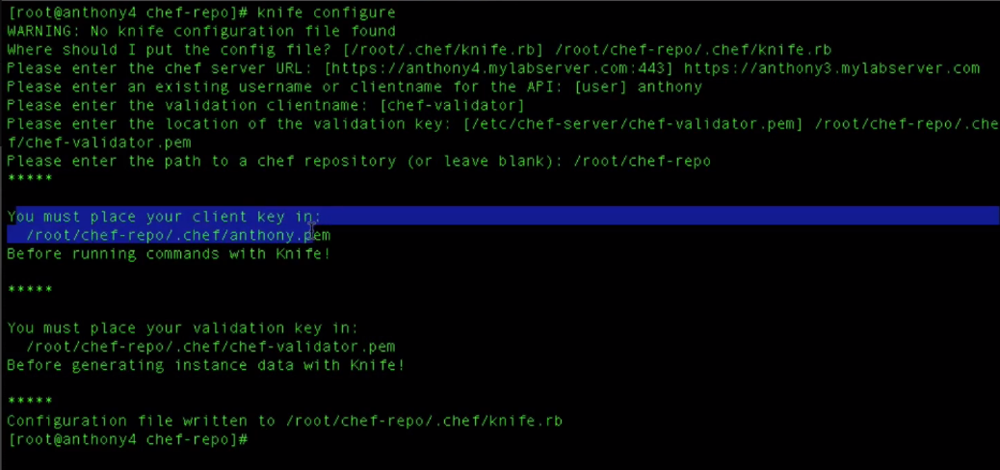 [root@anthony4 chef-repo]# knife configure
WARNING: No knife configuration file found
Where should I put the config file? [/root/.chef/knife.rb] /root/chef-repo/.chef/knife.rb
Please enter the chef server URL: [https://anthony4.mylabserver.com:443] https://anthony3.mylabserver.com
Please enter an existing username or clientname for the API: [user] anthony
Please enter the validation clientname: [chef-validator]
Please enter the location of the validation key: [/etc/chef-server/chef-validator.pem] /root/chef-repo/.che
f/chef-validator.pem
Please enter the path to a chef repository (or leave blank): /root/chef-repo
*****
You must place your client key in:
/root/chef-repo/.chef/anthony.pem
Before running commands with Knife!
*****
You must place your validation key in:
/root/chef-repo/.chef/chef-validator.pem
Before generating instance data with Knife!
*****
Configuration file written to /root/chef-repo/.chef/knife.rb
[root@anthony4 chef-repo]#